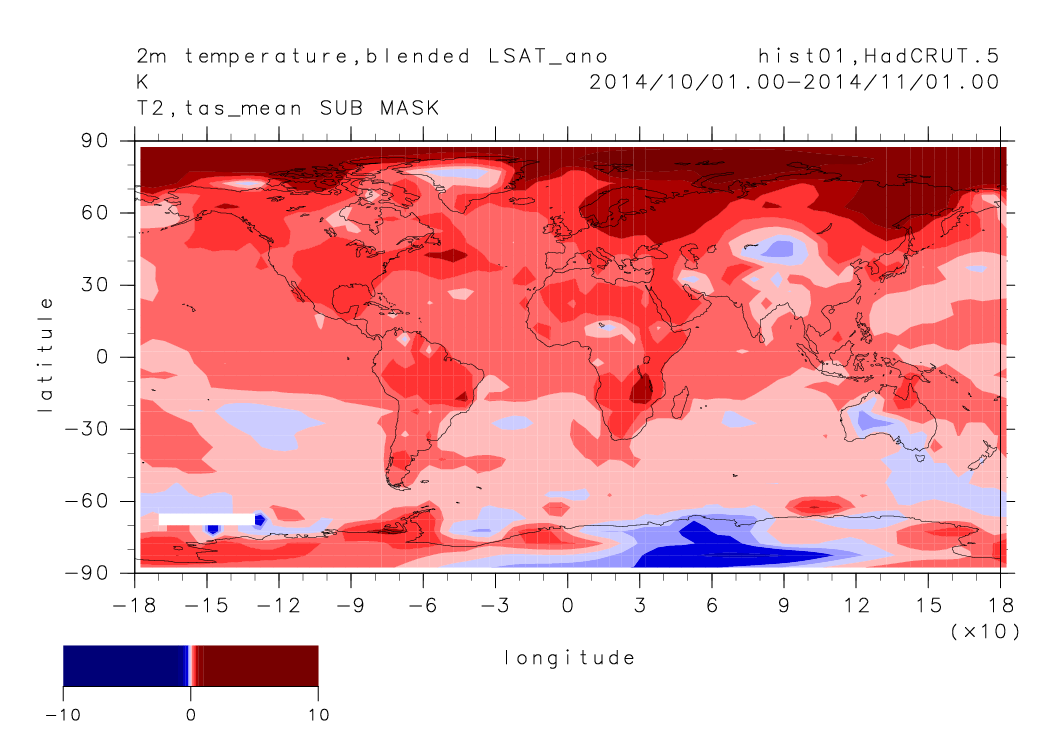 2m temperature,blended LSAT_ano hist01,HadCRUT.5
K 2014/10/01.00-2014/11/01.00
T2,tas_mean SUB MASK
90
60
30
0
-30
-60
-90
latitule
-18 -15 -12 -9 -6 -3 0 3 6 9 12 15 18
(×10)
longitude
-10 0 10